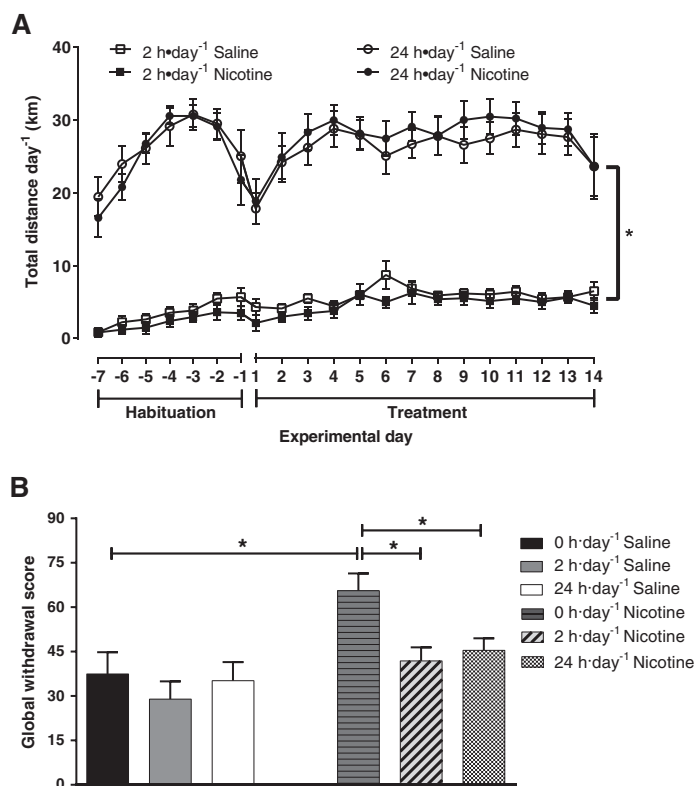 A
40
30
20
10
0
Total distance day⁻¹ (km)
2 h•day⁻¹ Saline
2 h•day⁻¹ Nicotine
24 h•day⁻¹ Saline
24 h•day⁻¹ Nicotine
*
-7 -6 -5 -4 -3 -2 -1 1 2 3 4 5 6 7 8 9 10 11 12 13 14
Habituation Treatment
Experimental day
B
90
75
60
45
30
15
0
Global withdrawal score
*
*
*
0 h·day⁻¹ Saline
2 h·day⁻¹ Saline
24 h·day⁻¹ Saline
0 h·day⁻¹ Nicotine
2 h·day⁻¹ Nicotine
24 h·day⁻¹ Nicotine